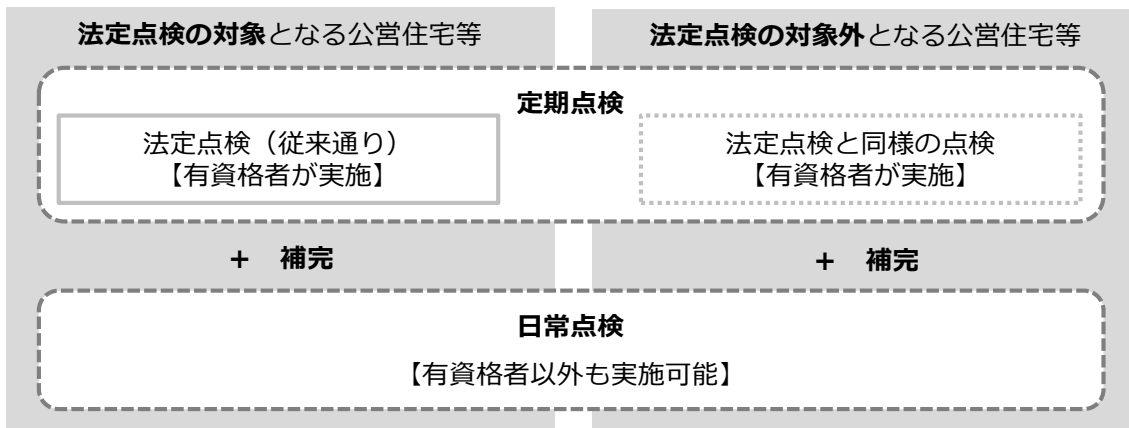 法定点検の対象となる公営住宅等
法定点検の対象外となる公営住宅等
定期点検
法定点検（従来通り）
【有資格者が実施】
法定点検と同様の点検
【有資格者が実施】
+ 補完
+ 補完
日常点検
【有資格者以外も実施可能】